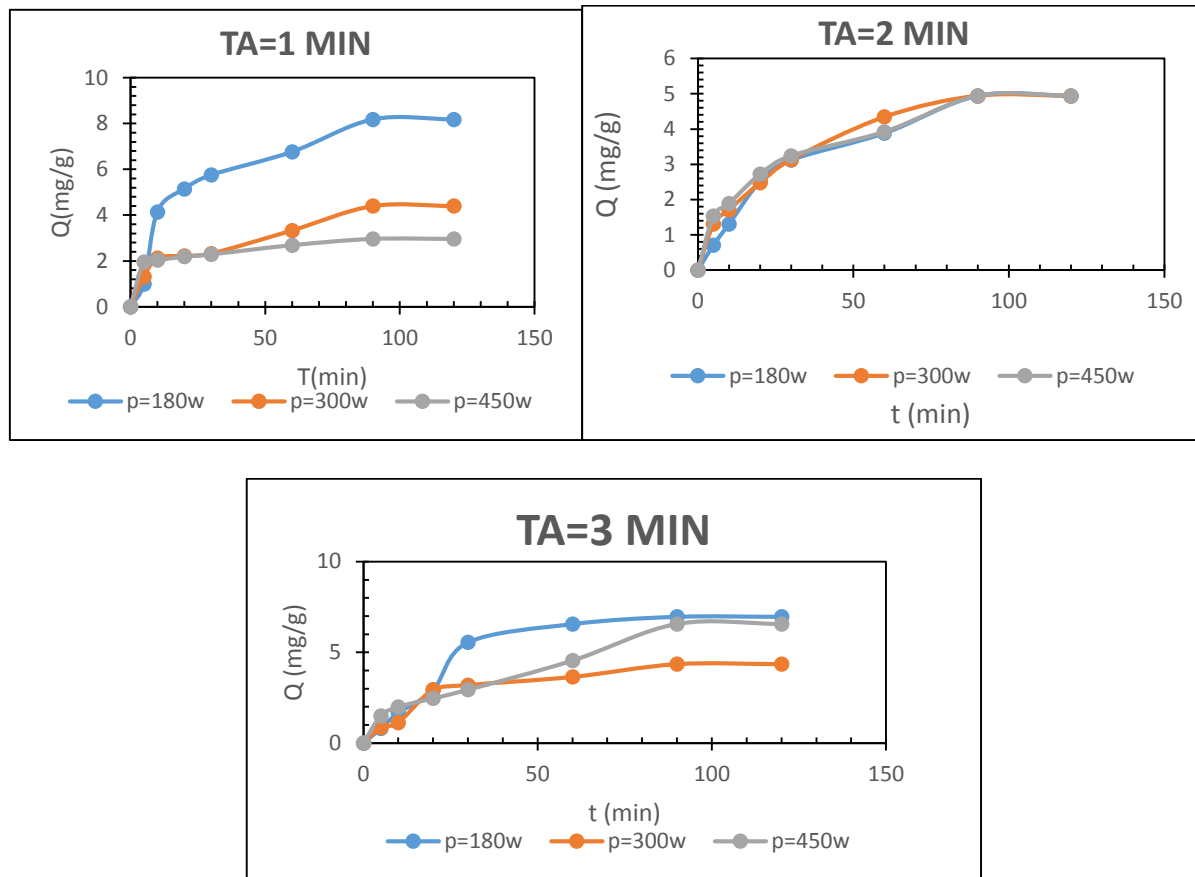 TA=1 MIN
10
8
6
4
2
0
Q(mg/g)
0 50 100 150
T(min)
p=180w p=300w p=450w
TA=2 MIN
6
5
4
3
2
1
0
Q (mg/g)
0 50 100 150
p=180w p=300w p=450w
t (min)
TA=3 MIN
10
5
0
Q (mg/g)
0 50 100 150
t (min)
p=180w p=300w p=450w